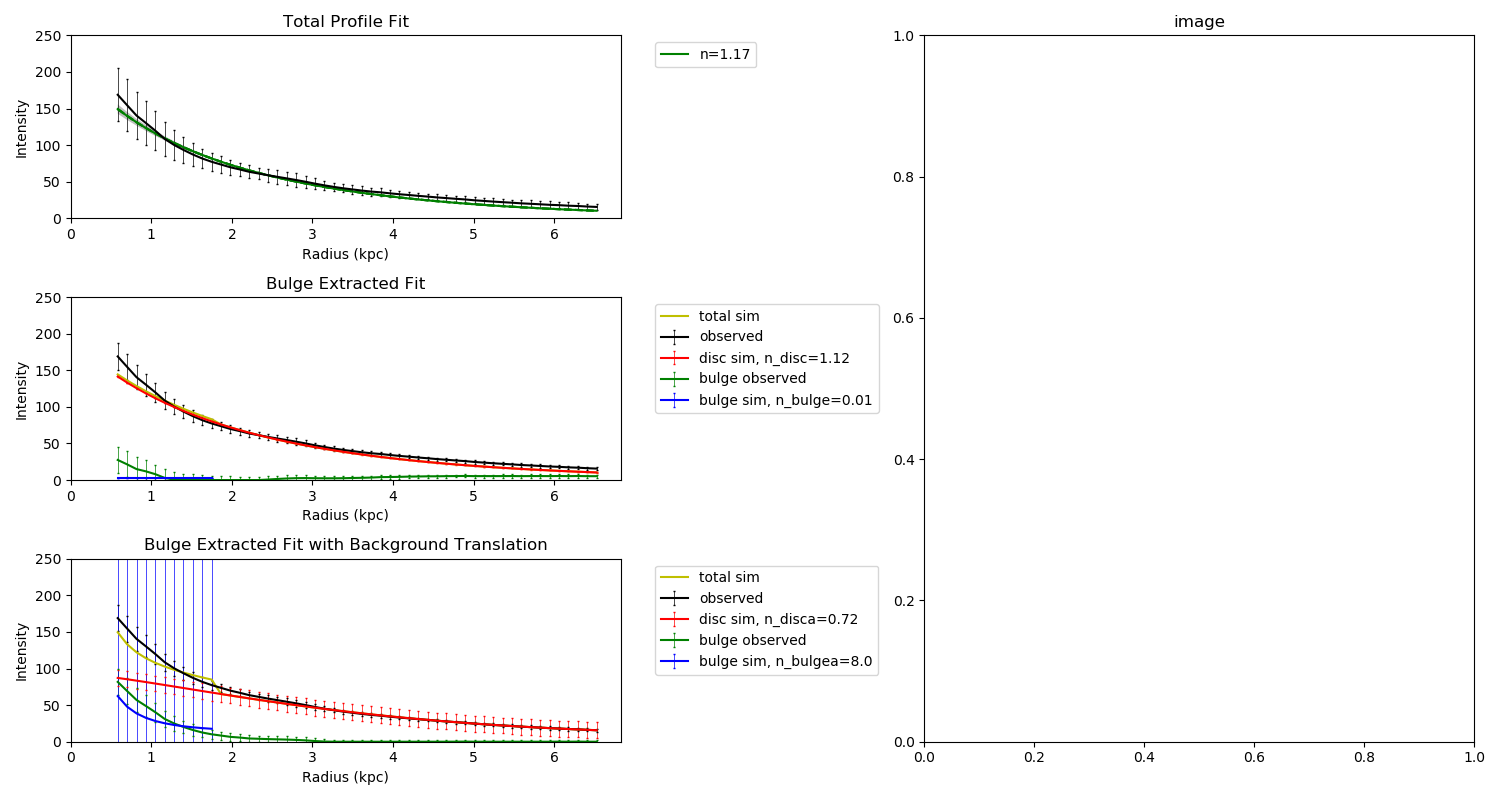 Total Profile Fit
250
200
150
100
50
0
Intensity
0 1 2 3 4 5 6
Radius (kpc)
n=1.17
Bulge Extracted Fit
250
200
150
100
50
0
Intensity
0 1 2 3 4 5 6
Radius (kpc)
total sim
observed
disc sim, n_disc=1.12
bulge observed
bulge sim, n_bulge=0.01
Bulge Extracted Fit with Background Translation
250
200
150
100
50
0
Intensity
0 1 2 3 4 5 6
Radius (kpc)
total sim
observed
disc sim, n_disca=0.72
bulge observed
bulge sim, n_bulgea=8.0
image
1.0
0.8
0.6
0.4
0.2
0.0
0.0 0.2 0.4 0.6 0.8 1.0